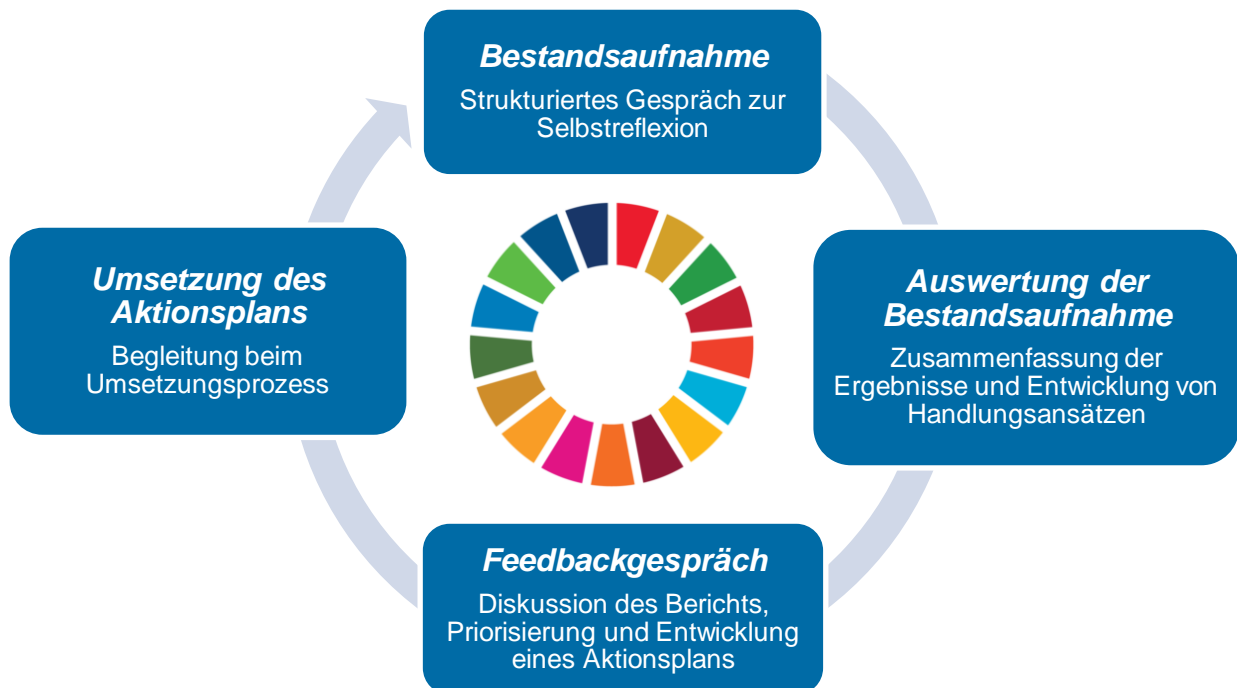 Bestandsaufnahme
Strukturiertes Gespräch zur
Selbstreflexion
Auswertung der
Bestandsaufnahme
Zusammenfassung der
Ergebnisse und Entwicklung von
Handlungsansätzen
Feedbackgespräch
Diskussion des Berichts,
Priorisierung und Entwicklung
eines Aktionsplans
Umsetzung des
Aktionsplans
Begleitung beim
Umsetzungsprozess